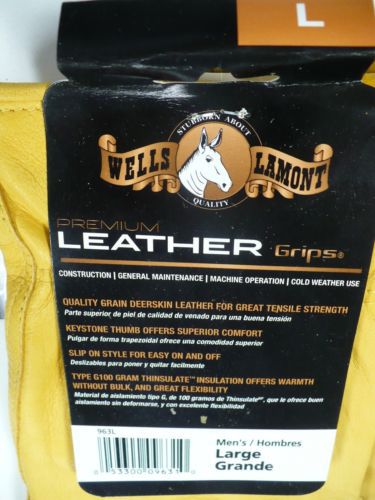 L
STUBBORN ABOUT
WELLS LAMONT
QUALITY
PREMIUM
LEATHER Grips®
CONSTRUCTION | GENERAL MAINTENANCE | MACHINE OPERATION | COLD WEATHER USE
QUALITY GRAIN DEERSKIN LEATHER FOR GREAT TENSILE STRENGTH
Parte superior de piel de calidad de venado para una buena tensión
KEYSTONE THUMB OFFERS SUPERIOR COMFORT
Pulgar de forma trapezoidal ofrece una comodidad superior
SLIP ON STYLE FOR EASY ON AND OFF
Deslizables para poner y quitar facilmente
TYPE G100 GRAM THINSULATE™ INSULATION OFFERS WARMTH
WITHOUT BULK, AND GREAT FLEXIBILITY
Material de aislamiento tipo G, de 100 gramos de Thinsulate™, que le ofrece buen
aislamiento sin deformarse, y con excelente flexibilidad
963L
Men's / Hombres
Large
Grande
8 53300 09631 0